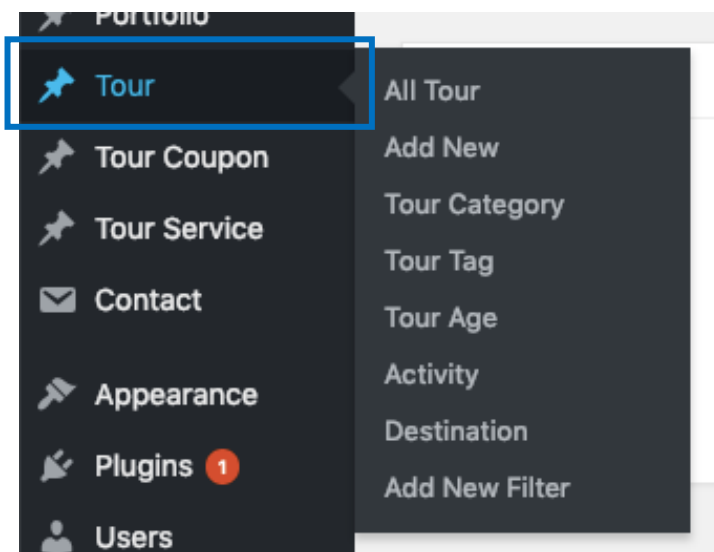 Portfolio
Tour
Tour Coupon
Tour Service
Contact
Appearance
Plugins 1
Users
All Tour
Add New
Tour Category
Tour Tag
Tour Age
Activity
Destination
Add New Filter